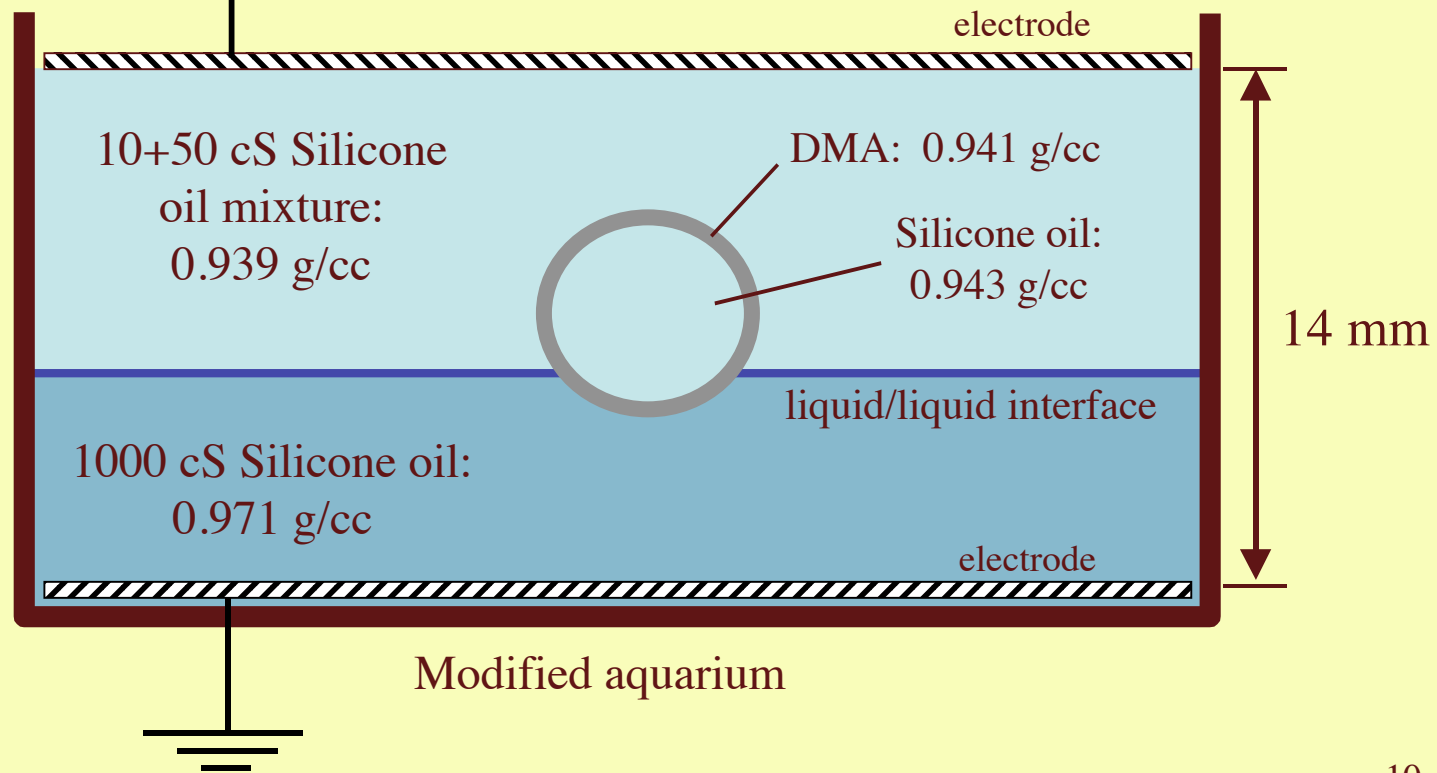 electrode
10+50 cS Silicone
oil mixture:
0.939 g/cc
DMA: 0.941 g/cc
Silicone oil:
0.943 g/cc
14 mm
liquid/liquid interface
1000 cS Silicone oil:
0.971 g/cc
electrode
Modified aquarium